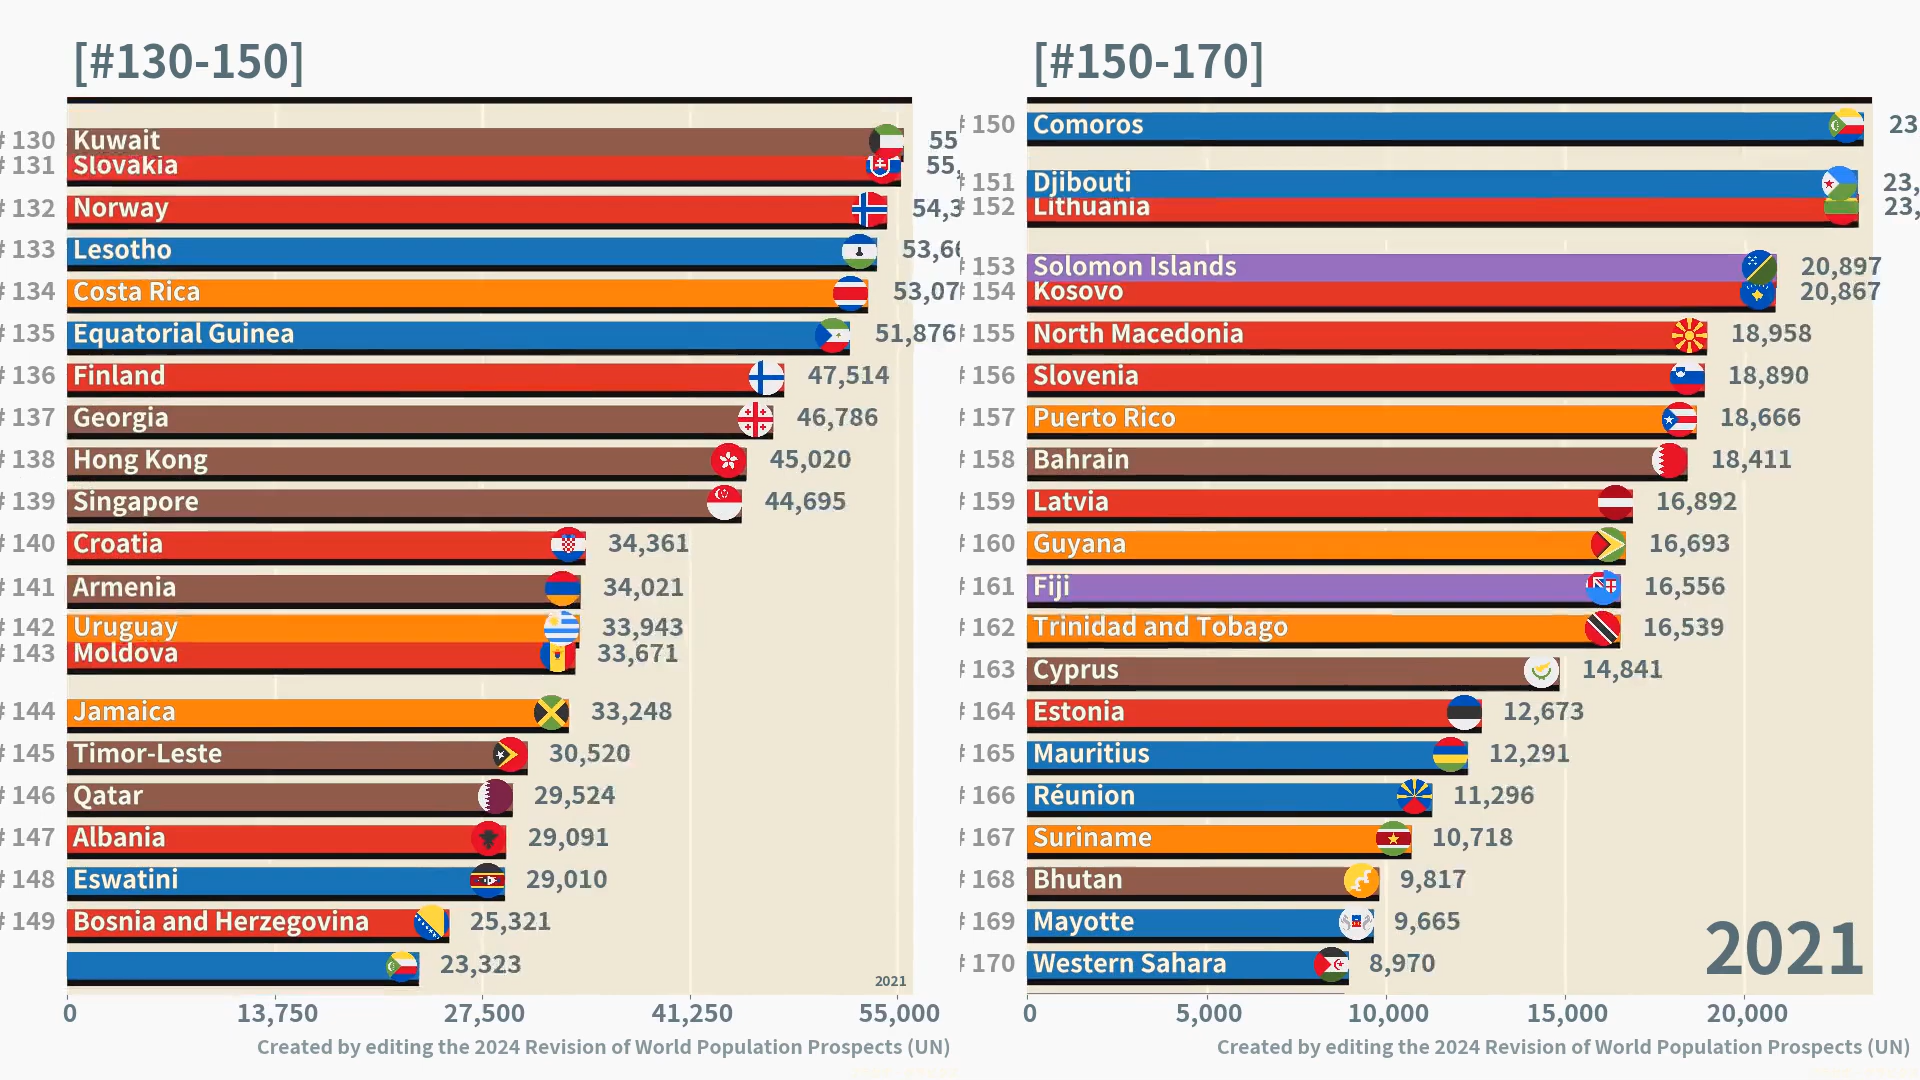 [#130-150]
#130 Kuwait 55
#131 Slovakia 55,
#132 Norway 54,3
#133 Lesotho 53,6
#134 Costa Rica 53,07
#135 Equatorial Guinea 51,876
#136 Finland 47,514
#137 Georgia 46,786
#138 Hong Kong 45,020
#139 Singapore 44,695
#140 Croatia 34,361
#141 Armenia 34,021
#142 Uruguay 33,943
#143 Moldova 33,671
#144 Jamaica 33,248
#145 Timor-Leste 30,520
#146 Qatar 29,524
#147 Albania 29,091
#148 Eswatini 29,010
#149 Bosnia and Herzegovina 25,321
23,323
2021
0 13,750 27,500 41,250 55,000
Created by editing the 2024 Revision of World Population Prospects (UN)
[#150-170]
#150 Comoros 23
#151 Djibouti 23,
#152 Lithuania 23,
#153 Solomon Islands 20,897
#154 Kosovo 20,867
#155 North Macedonia 18,958
#156 Slovenia 18,890
#157 Puerto Rico 18,666
#158 Bahrain 18,411
#159 Latvia 16,892
#160 Guyana 16,693
#161 Fiji 16,556
#162 Trinidad and Tobago 16,539
#163 Cyprus 14,841
#164 Estonia 12,673
#165 Mauritius 12,291
#166 Réunion 11,296
#167 Suriname 10,718
#168 Bhutan 9,817
#169 Mayotte 9,665
#170 Western Sahara 8,970
2021
0 5,000 10,000 15,000 20,000
Created by editing the 2024 Revision of World Population Prospects (UN)